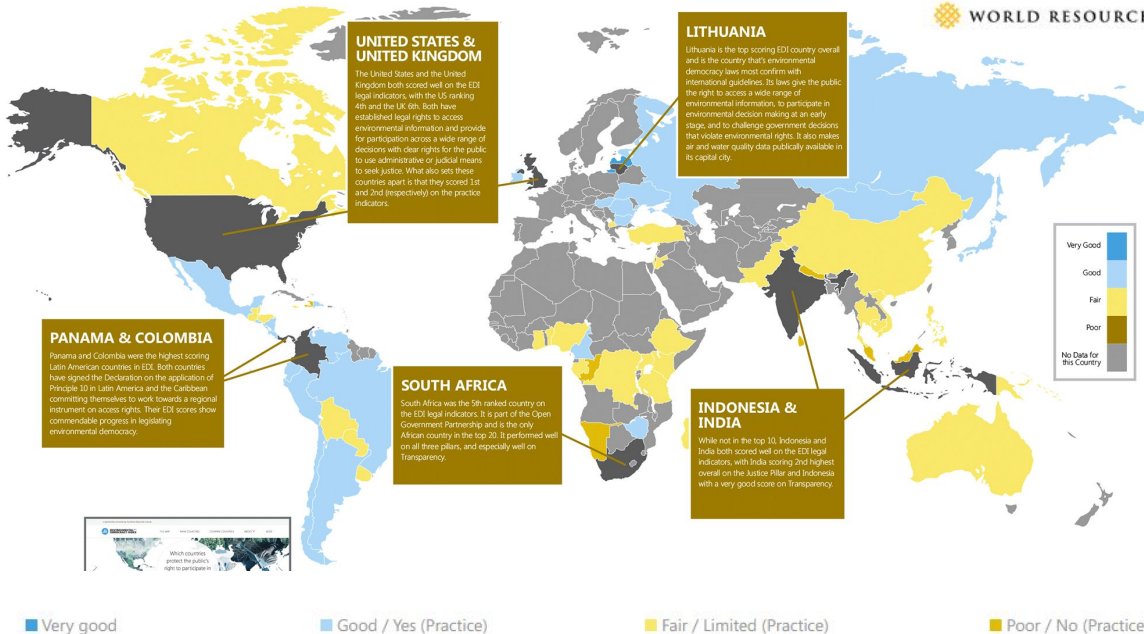 WORLD RESOURC
UNITED STATES &
UNITED KINGDOM
The United States and the United
Kingdom both scored well on the EDI
legal indicators, with the US ranking
4th and the UK 6th. Both have
established legal rights to access
environmental information and provide
for participation across a wide range of
decisions with clear rights for the public
to use administrative or judicial means
to seek justice. What also sets these
countries apart is that they scored 1st
and 2nd (respectively) on the practice
indicators.
LITHUANIA
Lithuania is the top scoring EDI country overall
and is the country that's environmental
democracy laws most confirm with
international guidelines. Its laws give the public
the right to access a wide range of
environmental information, to participate in
environmental decision making at an early
stage, and to challenge government decisions
that violate environmental rights. It also makes
air and water quality data publically available in
its capital city.
Very Good
Good
Fair
Poor
No Data for
this Country
PANAMA & COLOMBIA
Panama and Colombia were the highest scoring
Latin American countries in EDI. Both countries
have signed the Declaration on the application of
Principle 10 in Latin America and the Caribbean
committing themselves to work towards a regional
instrument on access rights. Their EDI scores show
commendable progress in legislating
environmental democracy.
SOUTH AFRICA
South Africa was the 5th ranked country on
the EDI legal indicators. It is part of the Open
Government Partnership and is the only
African country in the top 20. It performed well
on all three pillars, and especially well on
Transparency.
INDONESIA &
INDIA
While not in the top 10, Indonesia and
India both scored well on the EDI legal
indicators, with India scoring 2nd highest
overall on the Justice Pillar and Indonesia
with a very good score on Transparency.
Which countries
protect the public's
right to participate in
Very good
Good / Yes (Practice)
Fair / Limited (Practice)
Poor / No (Practice